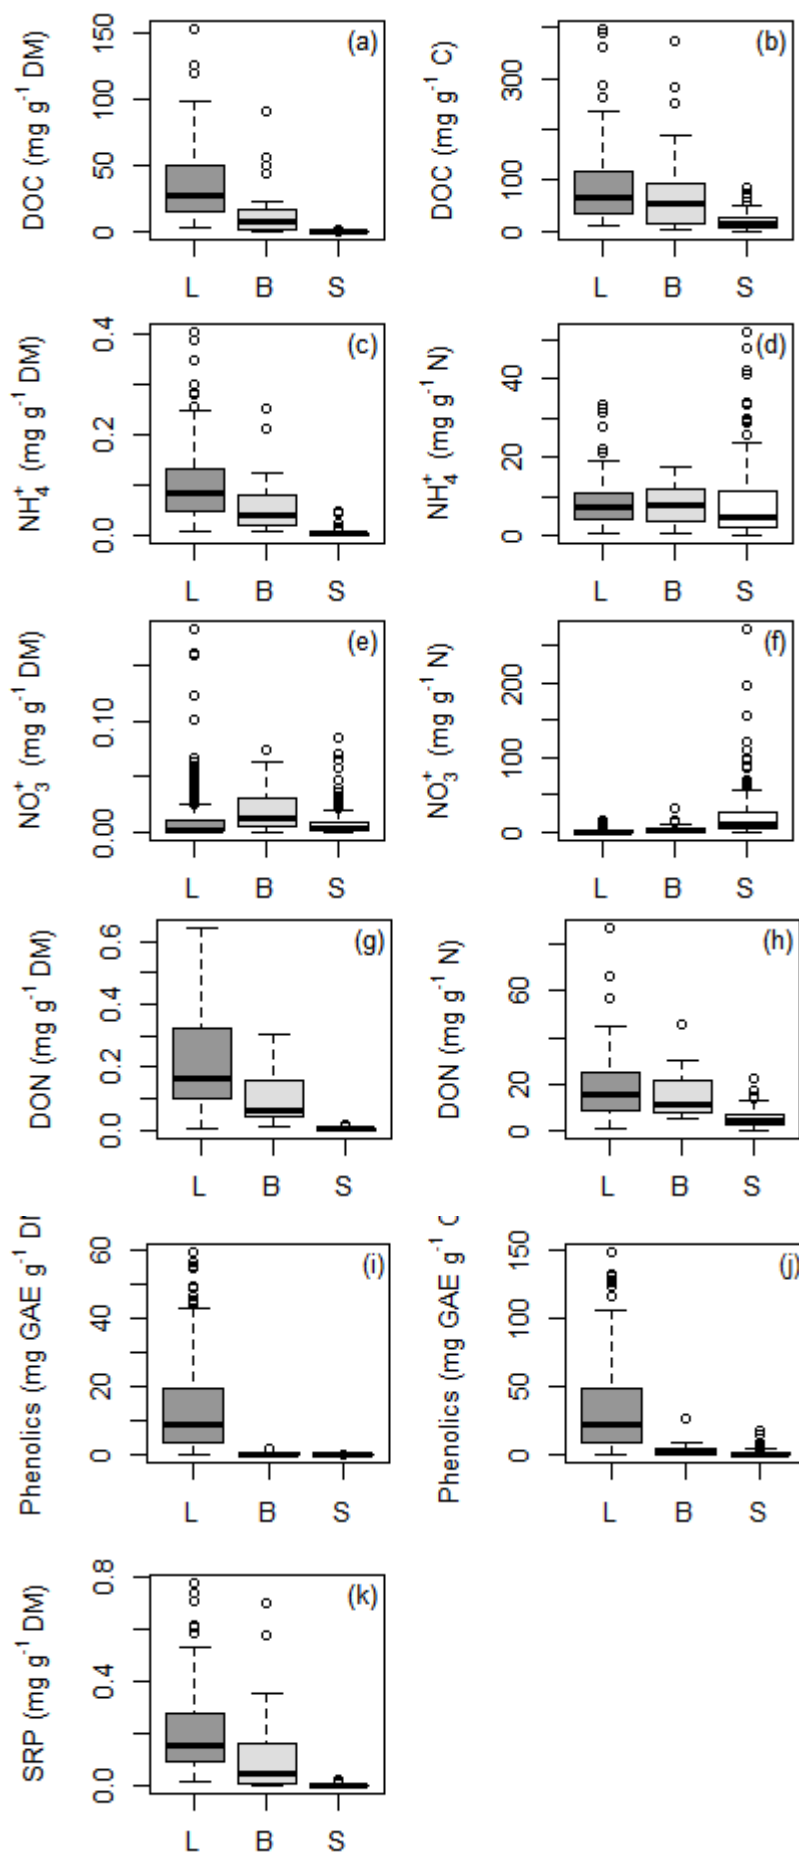 DOC (mg g⁻¹ DM)
150
100
50
0
(a)
L B S
DOC (mg g⁻¹ C)
300
100
0
(b)
L B S
NH₄⁺ (mg g⁻¹ DM)
0.4
0.2
0.0
(c)
L B S
NH₄⁺ (mg g⁻¹ N)
40
20
0
(d)
L B S
NO₃⁺ (mg g⁻¹ DM)
0.10
0.00
(e)
L B S
NO₃⁺ (mg g⁻¹ N)
200
100
0
(f)
L B S
DON (mg g⁻¹ DM)
0.6
0.4
0.2
0.0
(g)
L B S
DON (mg g⁻¹ N)
60
20
0
(h)
L B S
Phenolics (mg GAE g⁻¹
60
40
20
0
(i)
L B S
Phenolics (mg GAE g⁻¹
150
100
50
0
(j)
L B S
SRP (mg g⁻¹ DM)
0.8
0.4
0.0
(k)
L B S